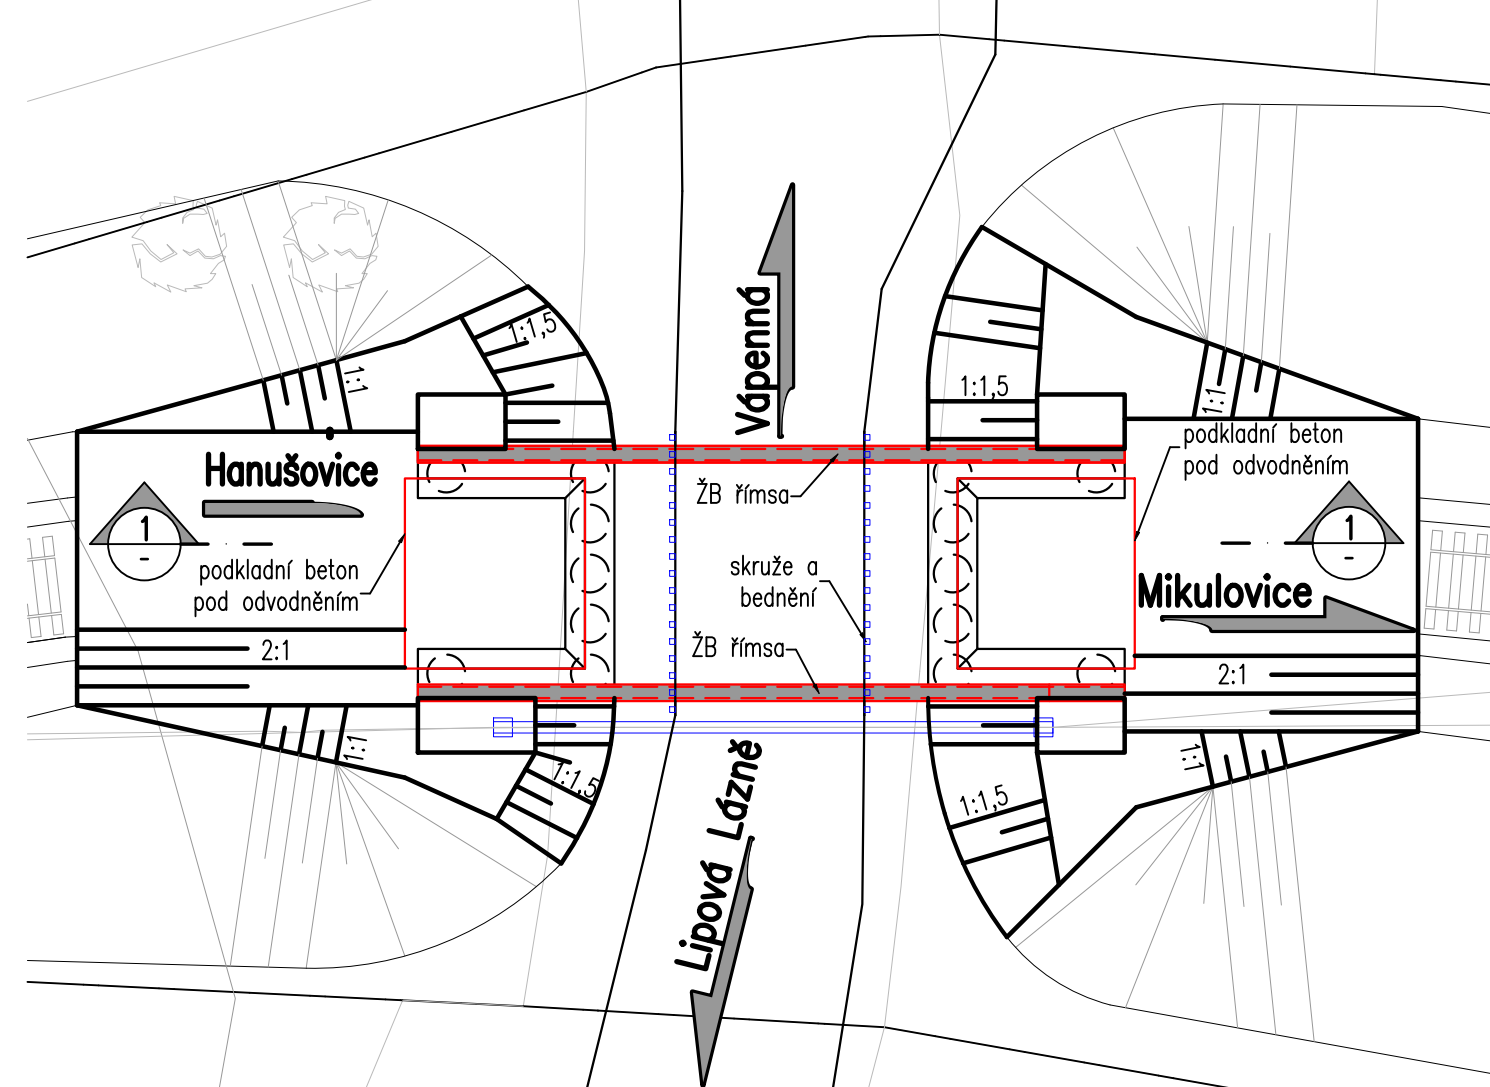 Vápenná
1:1,5
1:1
1:1,5
1:1
podkladní beton
pod odvodněním
Hanušovice
ŽB římsa
1
-
1
-
podkladní beton
pod odvodněním
skruže a
bednění
Mikulovice
ŽB římsa
2:1
2:1
1:1
1:1,5
1:1
1:1,5
Lipová Lázně